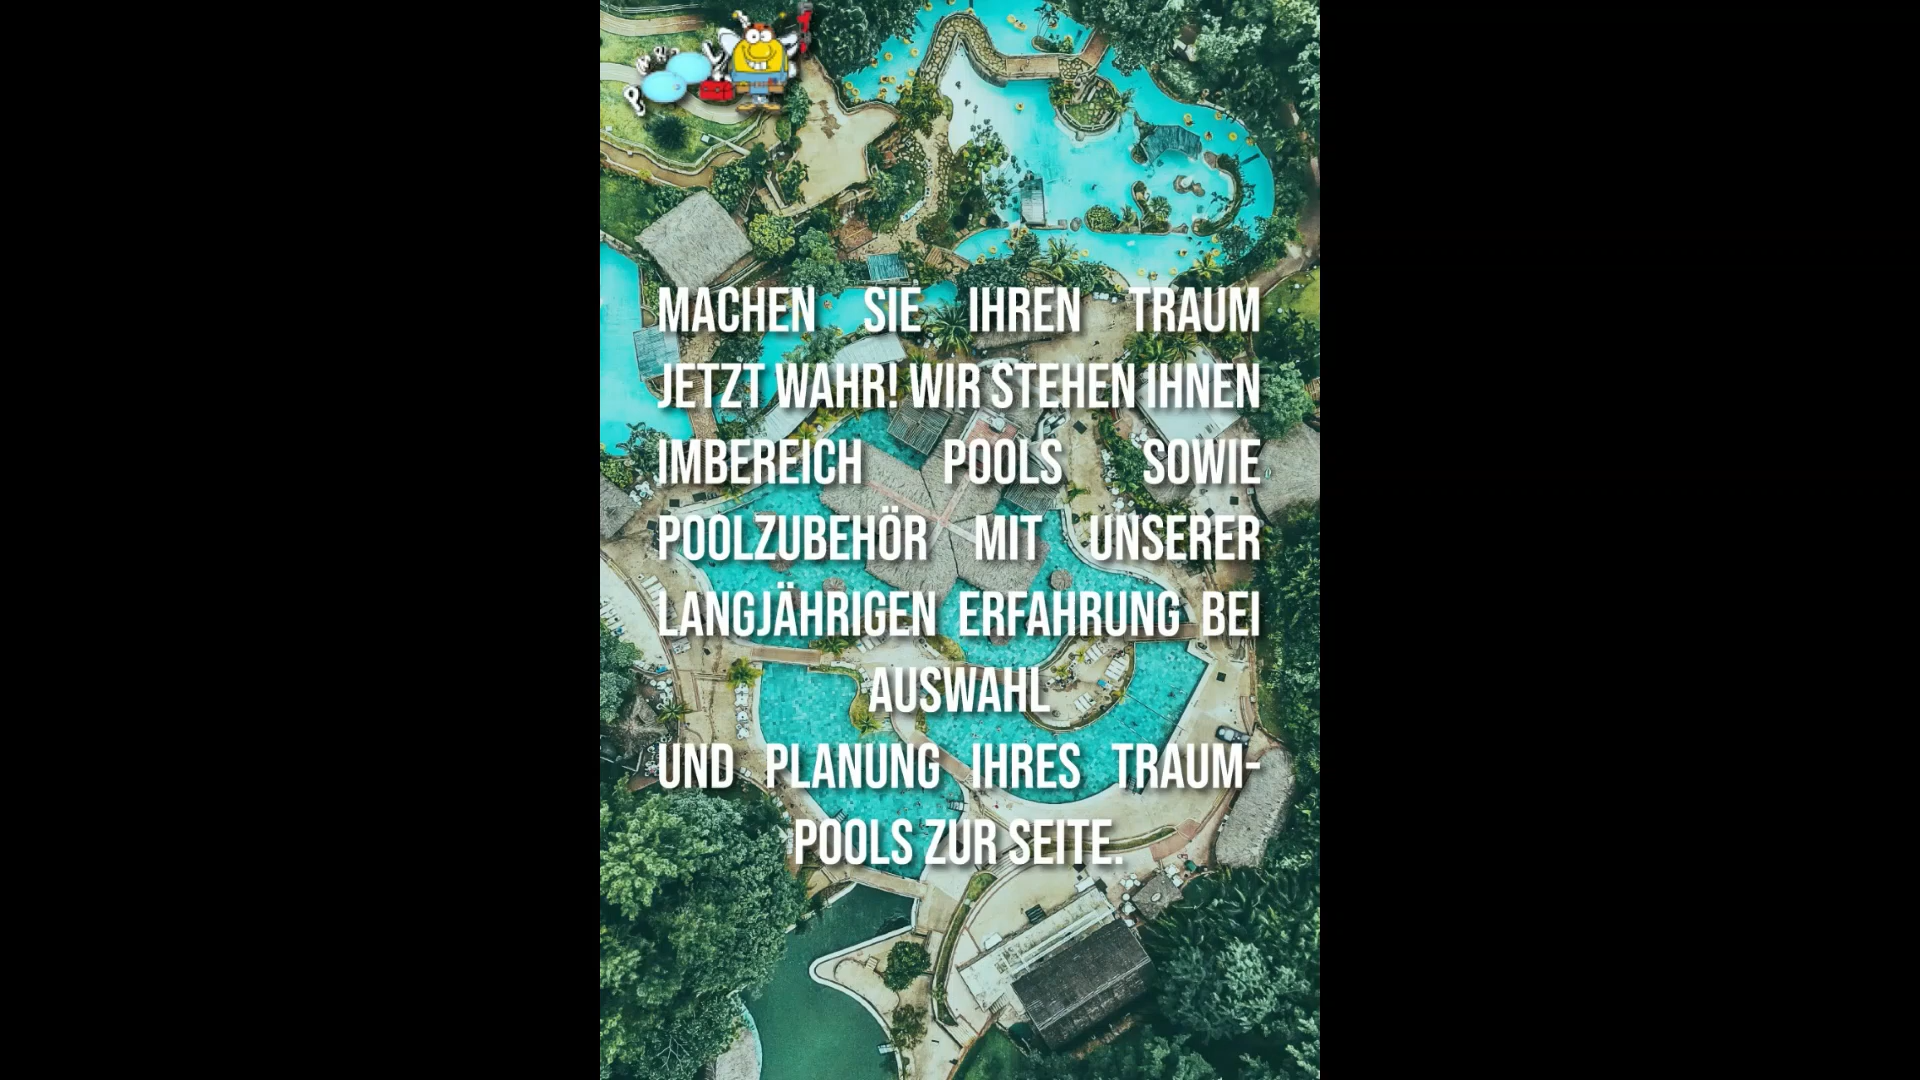 MACHEN SIE IHREN TRAUM
JETZT WAHR! WIR STEHEN IHNEN
IMBEREICH POOLS SOWIE
POOLZUBEHÖR MIT UNSERER
LANGJÄHRIGEN ERFAHRUNG BEI
AUSWAHL
UND PLANUNG IHRES TRAUM-
POOLS ZUR SEITE.